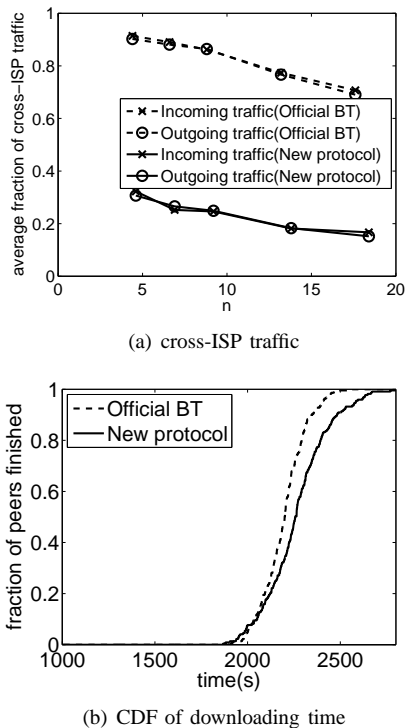 average fraction of cross−ISP traffic
1
0.8
0.6
0.4
0.2
0
Incoming traffic(Official BT)
Outgoing traffic(Official BT)
Incoming traffic(New protocol)
Outgoing traffic(New protocol)
0 5 10 15 20
n
(a) cross-ISP traffic
fraction of peers finished
1
0.8
0.6
0.4
0.2
0
Official BT
New protocol
1000 1500 2000 2500
time(s)
(b) CDF of downloading time